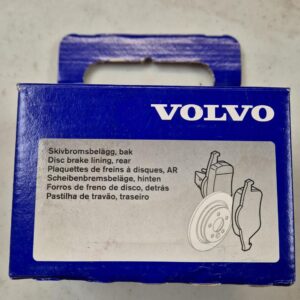 VOLVO
Skivbromsbelägg, bak
Disc brake lining, rear
Plaquettes de freins à disques, AR
Scheibenbremsbeläge, hinten
Forros de freno de disco, detrás
Pastilha de travão, traseiro